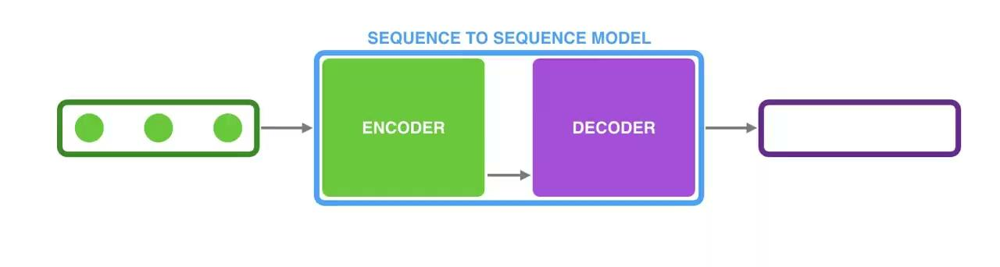 SEQUENCE TO SEQUENCE MODEL
ENCODER
DECODER